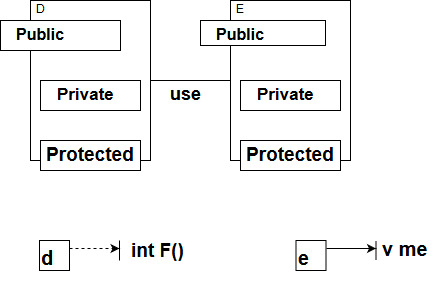 D
E
Public
Public
Private
use
Private
Protected
Protected
d
int F()
e
v me